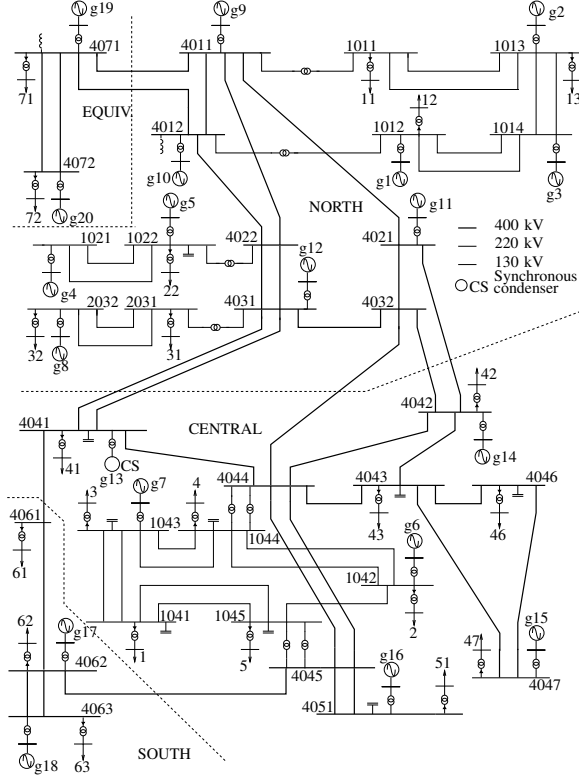 g19
g9
g2
4071
4011
1011
1013
71
EQUIV
11
12
13
4012
1012
1014
4072
g10
g1
g3
g5
NORTH
g11
72
g20
1021
1022
4022
g12
4021
400 kV
220 kV
130 kV
CS
Synchronous
condenser
g4
22
2032
2031
4031
4032
32
g8
31
42
4041
CENTRAL
4042
41
g13
CS
g14
g7
4044
4043
4046
3
4
4061
1043
1044
43
46
g6
61
1042
62
g17
1041
1045
2
g15
1
5
g16
51
47
4062
4045
4047
4063
4051
g18
63
SOUTH